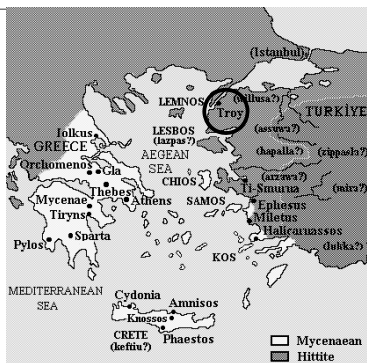 (Istanbul)
LEMNOS
(willusa?)
Troy
TÜRKİYE
(assuwa?)
Iolkus
GREECE
LESBOS
(lazpas?)
(hapalla?)
(zippasla?)
Orchomenos
Gla
AEGEAN
SEA
CHIOS
(arzawa?)
(mira?)
Thebes
Ti-Smurna
Mycenae
Athens
SAMOS
Ephesus
Tiryns
Miletus
Sparta
Halicarnassos
Pylos
KOS
(lukka?)
MEDITERRANEAN
SEA
Cydonia
Amnisos
Knossos
CRETE
(keftiu?)
Phaestos
Mycenaean
Hittite